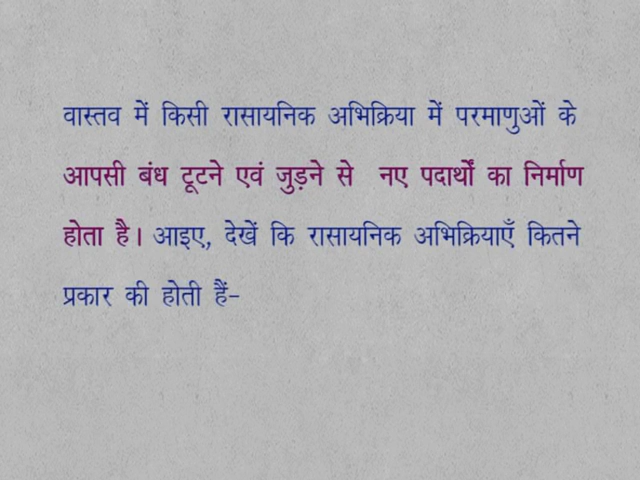 वास्तव में किसी रासायनिक अभिक्रिया में परमाणुओं के
आपसी बंध टूटने एवं जुड़ने से नए पदार्थों का निर्माण
होता है। आइए, देखें कि रासायनिक अभिक्रियाएँ कितने
प्रकार की होती हैं-